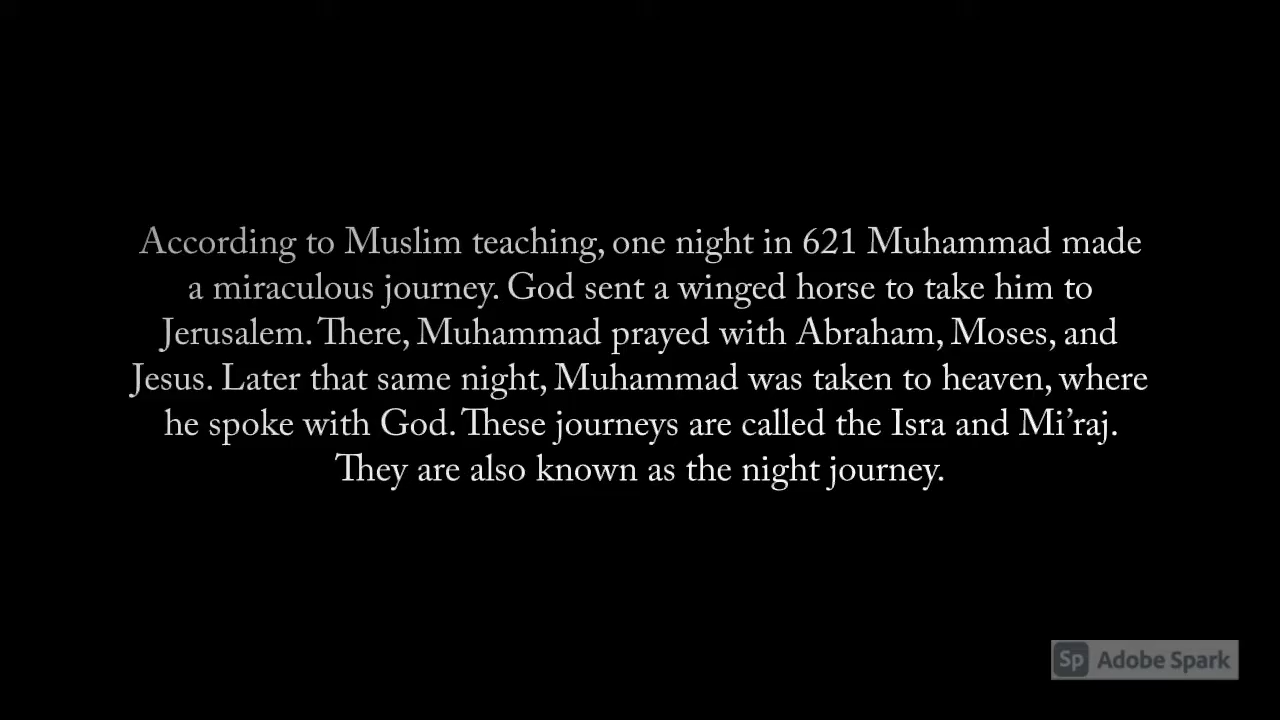 According to Muslim teaching, one night in 621 Muhammad made
a miraculous journey. God sent a winged horse to take him to
Jerusalem. There, Muhammad prayed with Abraham, Moses, and
Jesus. Later that same night, Muhammad was taken to heaven, where
he spoke with God. These journeys are called the Isra and Mi’raj.
They are also known as the night journey.
Sp Adobe Spark